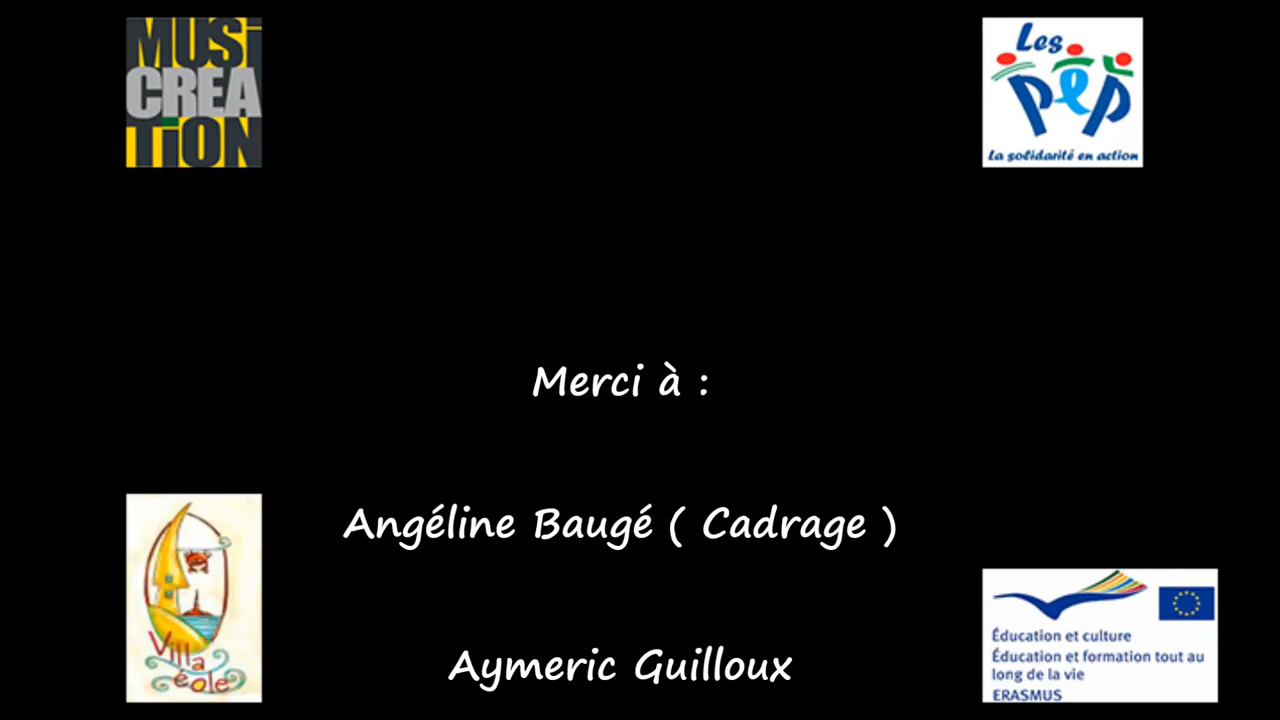 MUSi
CREA
TiON
Les
PEP
La solidarité en action
Merci à :
Angéline Baugé ( Cadrage )
Aymeric Guilloux
Villa
éole
Éducation et culture
Éducation et formation tout au
long de la vie
ERASMUS